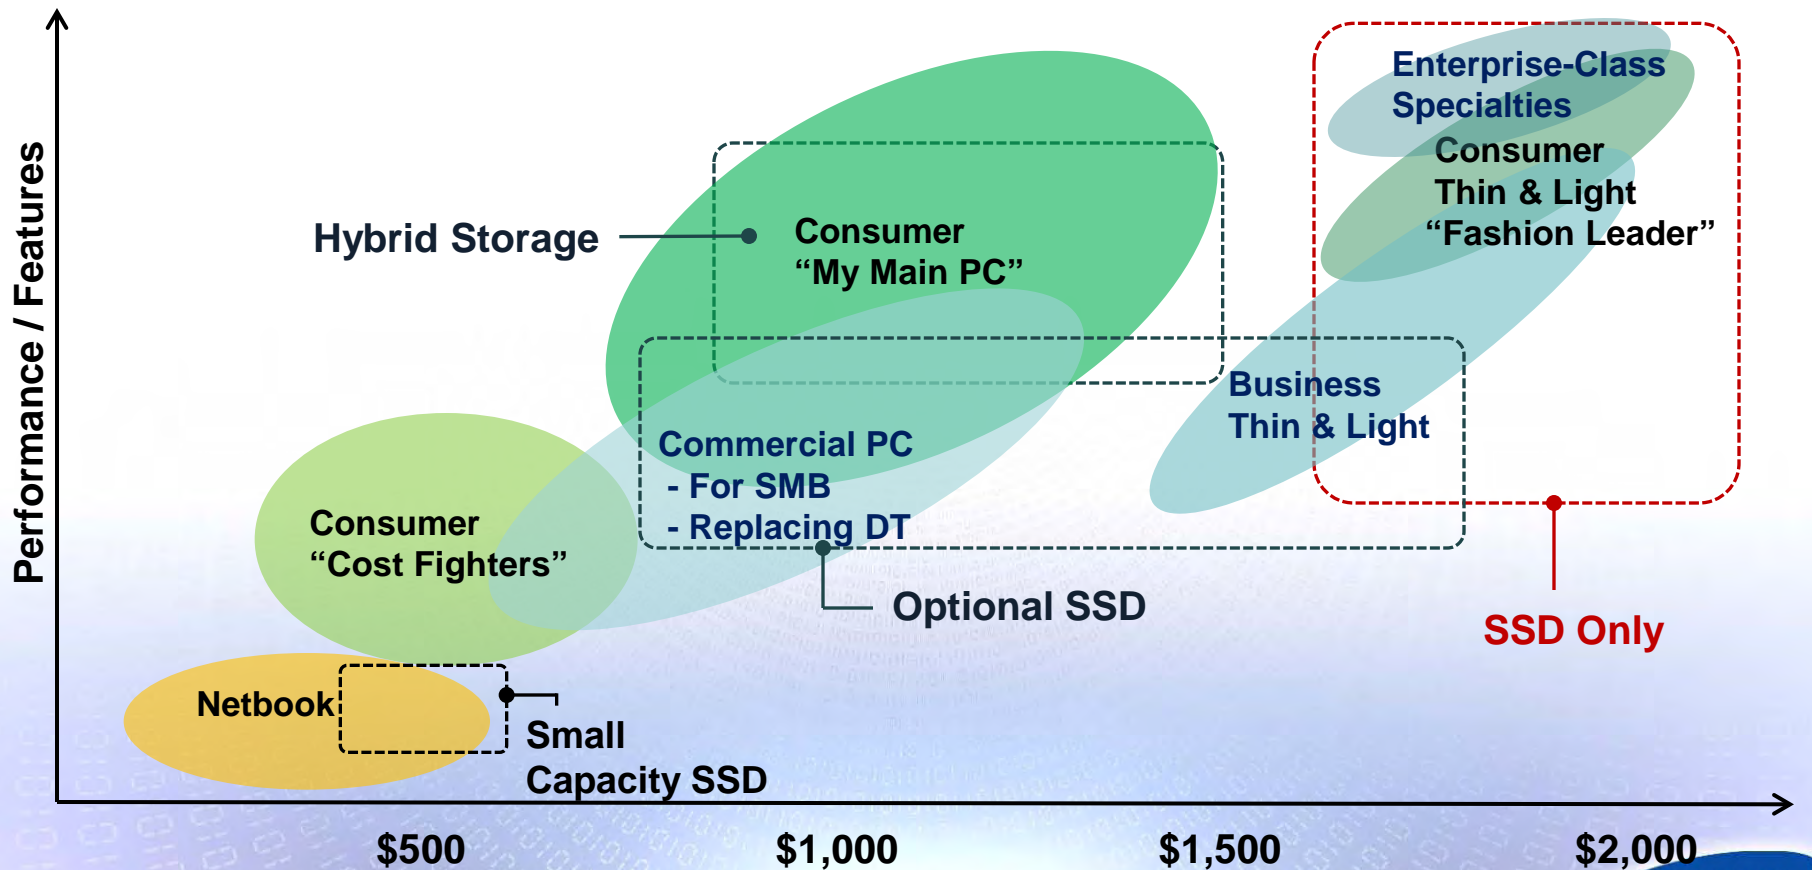 Performance / Features
Enterprise-Class
Specialties
Consumer
Thin & Light
“Fashion Leader”
Hybrid Storage
Consumer
“My Main PC”
Business
Thin & Light
Commercial PC
- For SMB
- Replacing DT
Consumer
“Cost Fighters”
Optional SSD
SSD Only
Netbook
Small
Capacity SSD
$500
$1,000
$1,500
$2,000